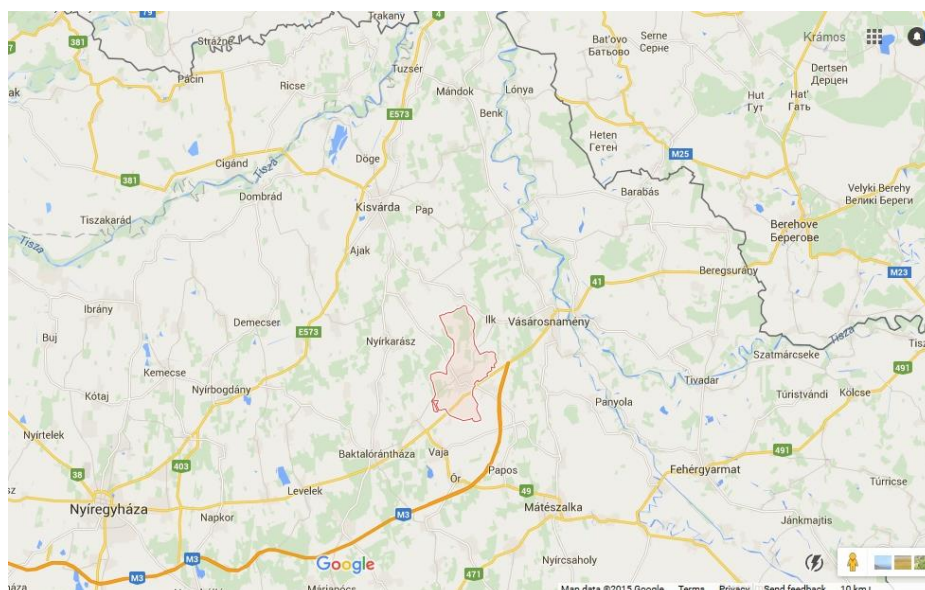 79
Trakany
4
381
Strážne
Pácin
Ricse
Tuzsér
E573
Mándok
Lónya
Benk
Bat'ovo
Батьово
Serne
Серне
Krámos
Dertsen
Дерцен
Hut
Гут
Hat'
Гать
Heten
Гетен
M25
Cigánd
Tisza
Döge
381
Dombrád
Kisvárda
Pap
Barabás
Velyki Berehy
Великі Береги
Tiszakarád
Tisza
Ajak
Berehove
Берегове
M23
Beregsurány
41
Ibrány
Demecser
E573
Ilk
Vásárosnamény
Buj
Nyírkarász
Tisza
Szatmárcseke
491
Kemecse
Nyírbogdány
Tivadar
Túristvándi
Kölcse
Kótaj
Panyola
Nyírtelek
403
38
Baktalórántháza
Vaja
Őr
Papos
491
Fehérgyarmat
Levelek
49
Mátészalka
Túrricse
Nyíregyháza
Napkor
M3
Jánkmajtis
M3
M3
Google
Nyírcsaholy
471
Máriapócs
Map data ©2015 Google
Terms
Privacy
Send feedback
10 km